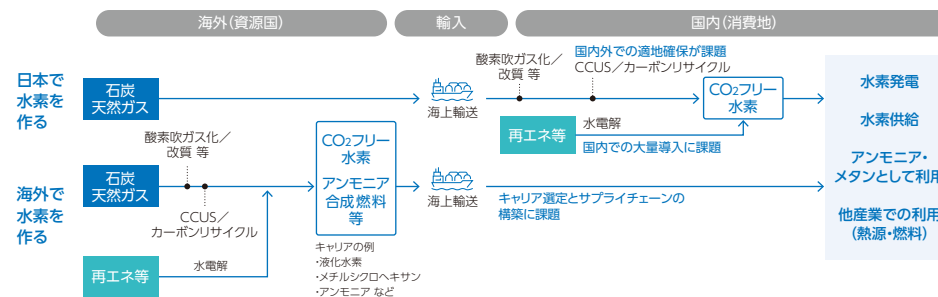 海外(資源国)
輸入
国内(消費地)
日本で
水素を
作る
石炭
天然ガス
海上輸送
酸素吹ガス化／
改質 等
国内外での適地確保が課題
CCUS／カーボンリサイクル
CO2フリー
水素
再エネ等
水電解
国内での大量導入に課題
海外で
水素を
作る
酸素吹ガス化／
改質 等
石炭
天然ガス
CCUS／
カーボンリサイクル
再エネ等
水電解
CO2フリー
水素
アンモニア
合成燃料
等
キャリアの例
・液化水素
・メチルシクロヘキサン
・アンモニア など
海上輸送
キャリア選定とサプライチェーンの
構築に課題
水素発電
水素供給
アンモニア・
メタンとして利用
他産業での利用
(熱源・燃料)